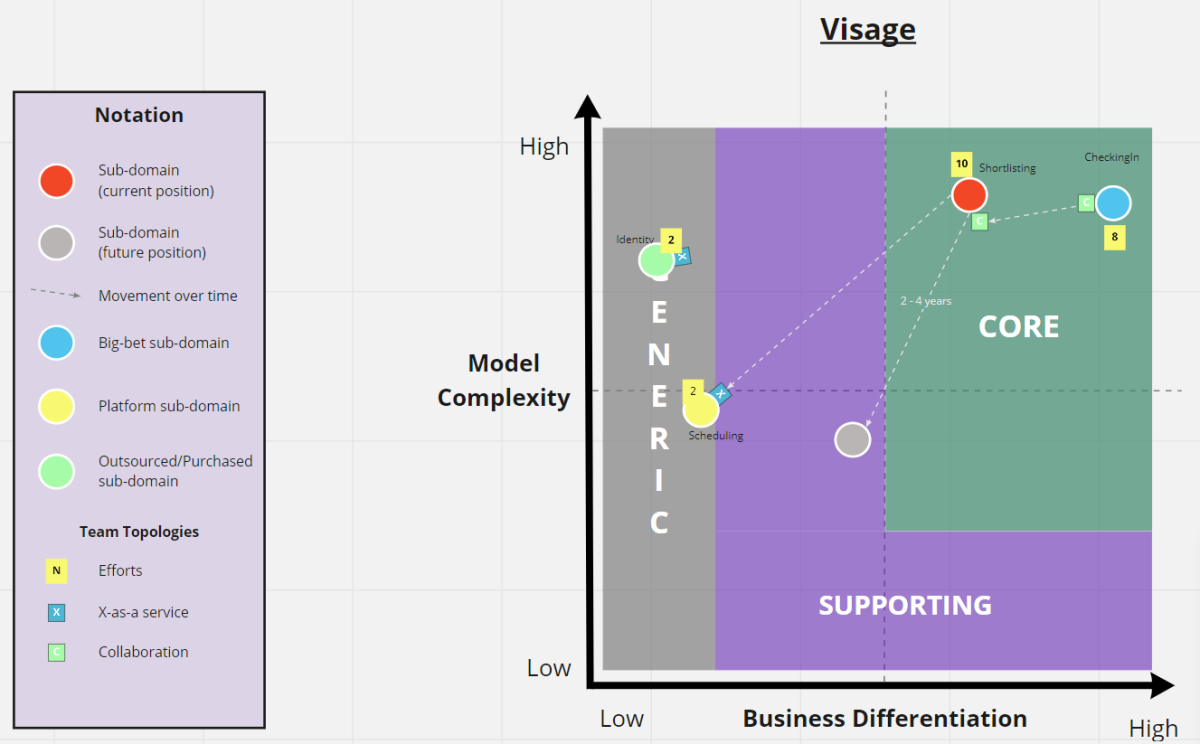 Visage
Notation
Sub-domain
(current position)
Sub-domain
(future position)
Movement over time
Big-bet sub-domain
Platform sub-domain
Outsourced/Purchased
sub-domain
Team Topologies
N
Efforts
X
X-as-a service
C
Collaboration
High
Model
Complexity
Low
Low
Business Differentiation
High
10
Shortlisting
C
CheckingIn
C
8
Identity
2
X
2 - 4 years
CORE
G
E
N
E
R
I
C
2
X
Scheduling
SUPPORTING